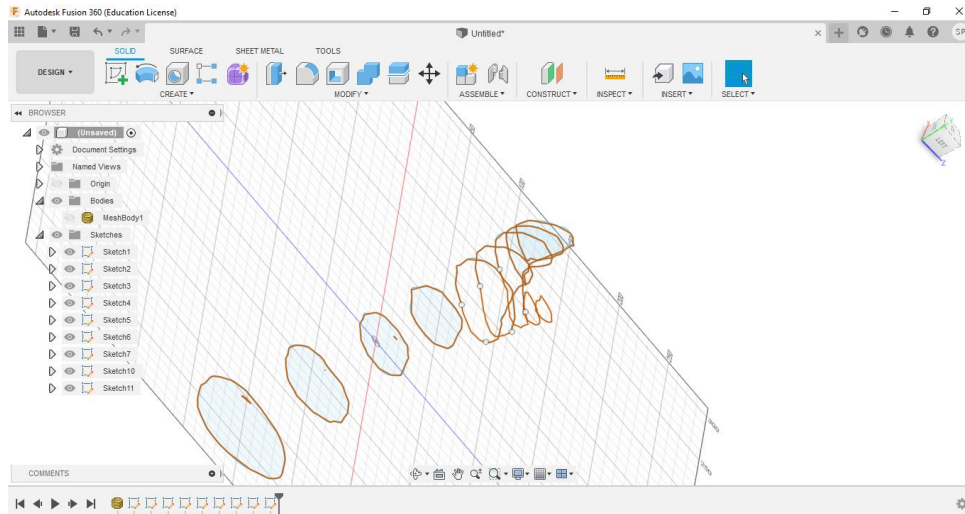 Autodesk Fusion 360 (Education License)
Untitled*
SP
SOLID SURFACE SHEET METAL TOOLS
DESIGN
CREATE MODIFY ASSEMBLE CONSTRUCT INSPECT INSERT SELECT
BROWSER
(Unsaved)
Document Settings
Named Views
Origin
Bodies
MeshBody1
Sketches
Sketch1
Sketch2
Sketch3
Sketch4
Sketch5
Sketch6
Sketch7
Sketch10
Sketch11
LEFT
Z
COMMENTS